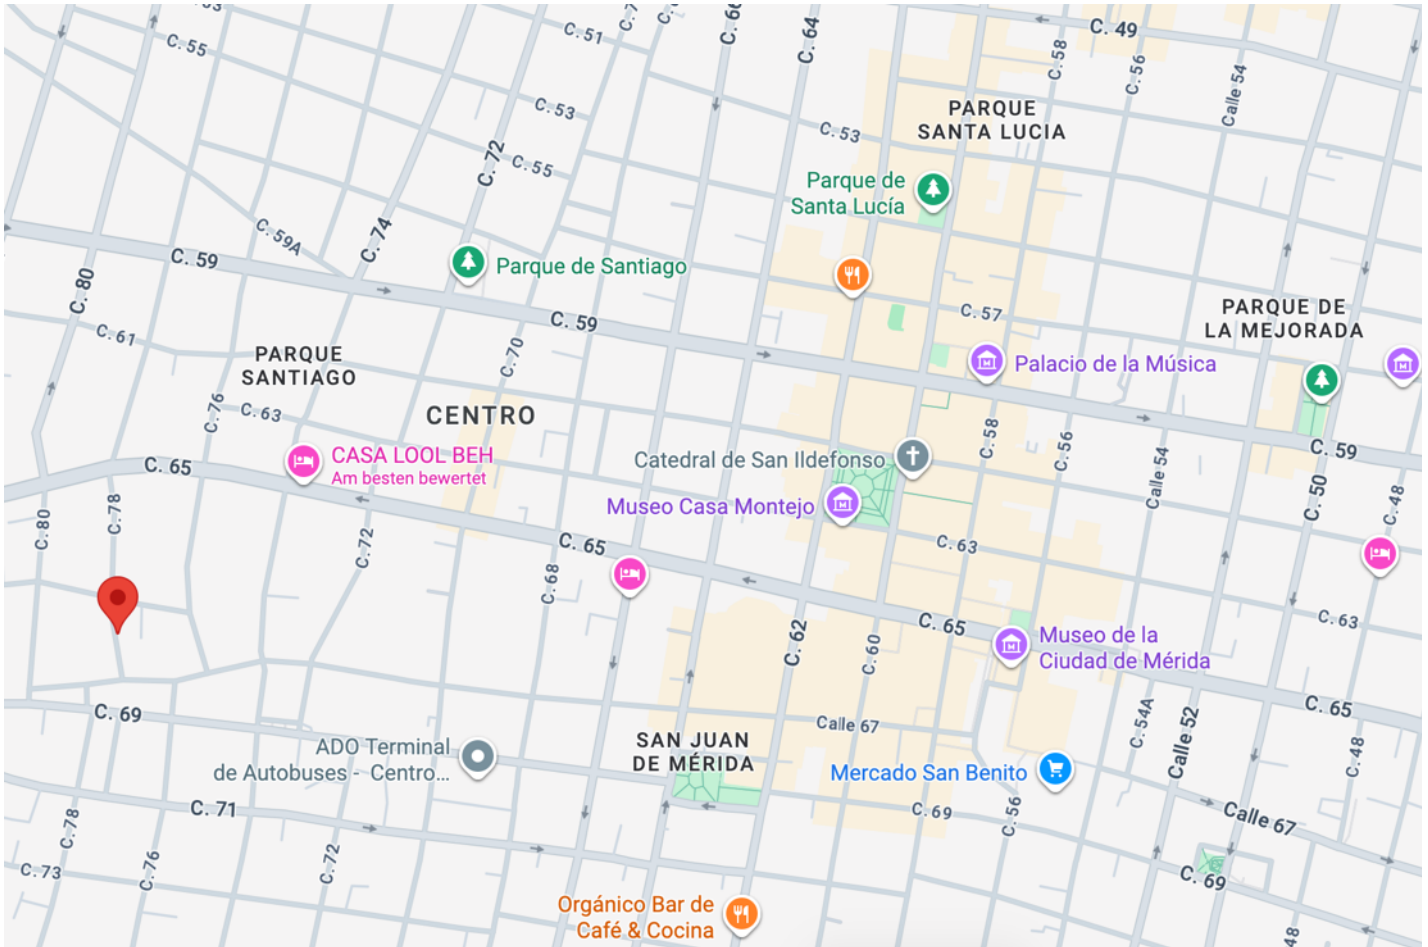 C. 55
C. 51
C. 66
C. 64
C. 49
C. 58
C. 56
Calle 54
C. 53
C. 53
PARQUE
SANTA LUCIA
C. 72
C. 55
Parque de
Santa Lucía
C. 59A
C. 74
C. 59
Parque de Santiago
C. 80
C. 61
C. 59
C. 57
PARQUE DE
LA MEJORADA
PARQUE
SANTIAGO
C. 70
Palacio de la Música
C. 76
C. 63
CENTRO
C. 58
C. 56
C. 59
CASA LOOL BEH
Am besten bewertet
C. 65
Catedral de San Ildefonso
C. 54
C. 50
C. 48
Museo Casa Montejo
C. 80
C. 78
C. 72
C. 65
C. 63
C. 68
C. 63
C. 62
C. 60
C. 65
Museo de la
Ciudad de Mérida
C. 69
Calle 67
C. 54A
C. 65
Calle 52
C. 48
ADO Terminal
de Autobuses - Centro...
SAN JUAN
DE MÉRIDA
Mercado San Benito
C. 71
C. 69
C. 56
Calle 67
C. 78
C. 73
C. 76
C. 72
C. 69
Orgánico Bar de
Café & Cocina
48